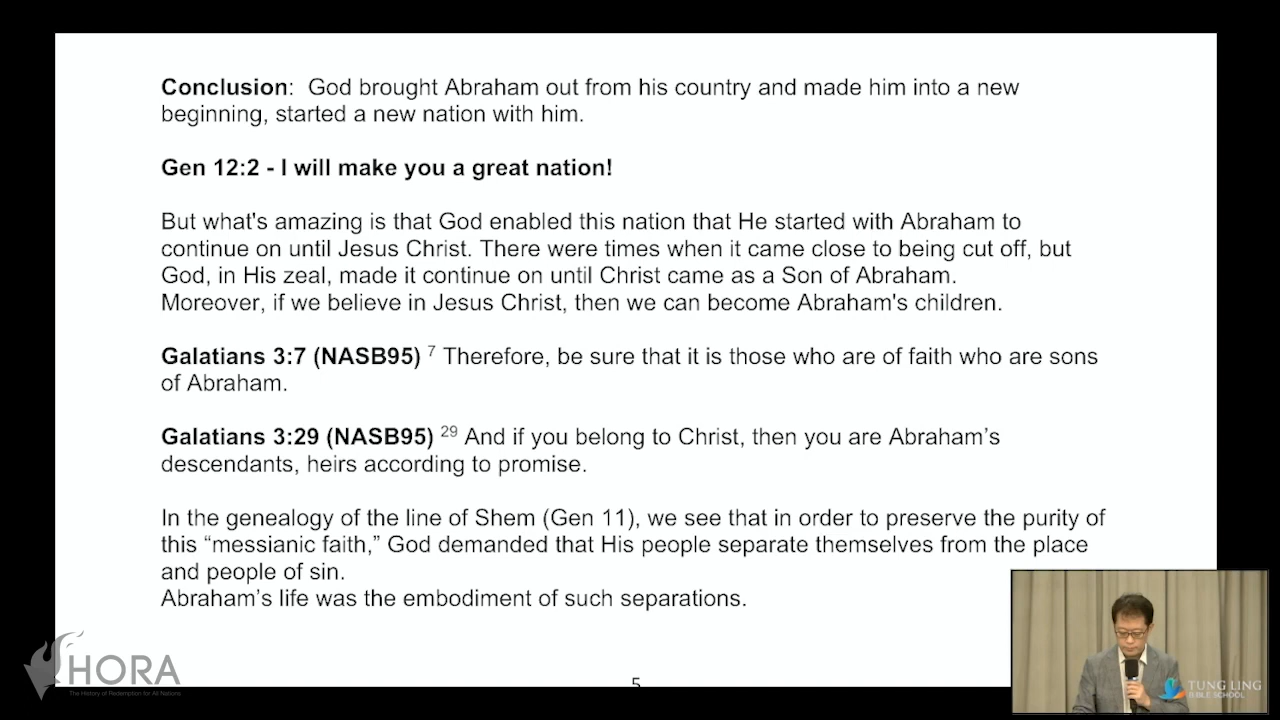 Conclusion:  God brought Abraham out from his country and made him into a new
beginning, started a new nation with him.
Gen 12:2 - I will make you a great nation!
But what's amazing is that God enabled this nation that He started with Abraham to
continue on until Jesus Christ. There were times when it came close to being cut off, but
God, in His zeal, made it continue on until Christ came as a Son of Abraham.
Moreover, if we believe in Jesus Christ, then we can become Abraham's children.
Galatians 3:7 (NASB95) 7 Therefore, be sure that it is those who are of faith who are sons
of Abraham.
Galatians 3:29 (NASB95) 29 And if you belong to Christ, then you are Abraham’s
descendants, heirs according to promise.
In the genealogy of the line of Shem (Gen 11), we see that in order to preserve the purity of
this “messianic faith,” God demanded that His people separate themselves from the place
and people of sin.
Abraham’s life was the embodiment of such separations.
5
HORA
The History of Redemption for All Nations
TUNG LING
BIBLE SCHOOL